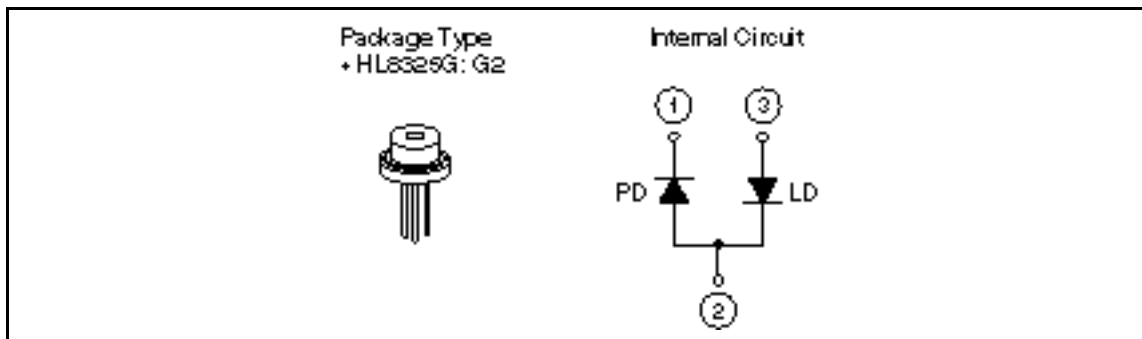 Package Type
• HL8325G: G2
Internal Circuit
1
3
PD
LD
2